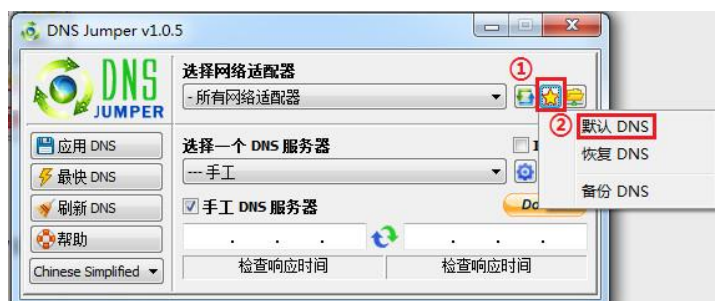 DNS Jumper v1.0.5
DNS
JUMPER
选择网络适配器
①
- 所有网络适配器
② 默认 DNS
恢复 DNS
备份 DNS
应用 DNS
最快 DNS
刷新 DNS
帮助
Chinese Simplified
选择一个 DNS 服务器
--- 手工
手工 DNS 服务器
. . .
. . .
检查响应时间
检查响应时间